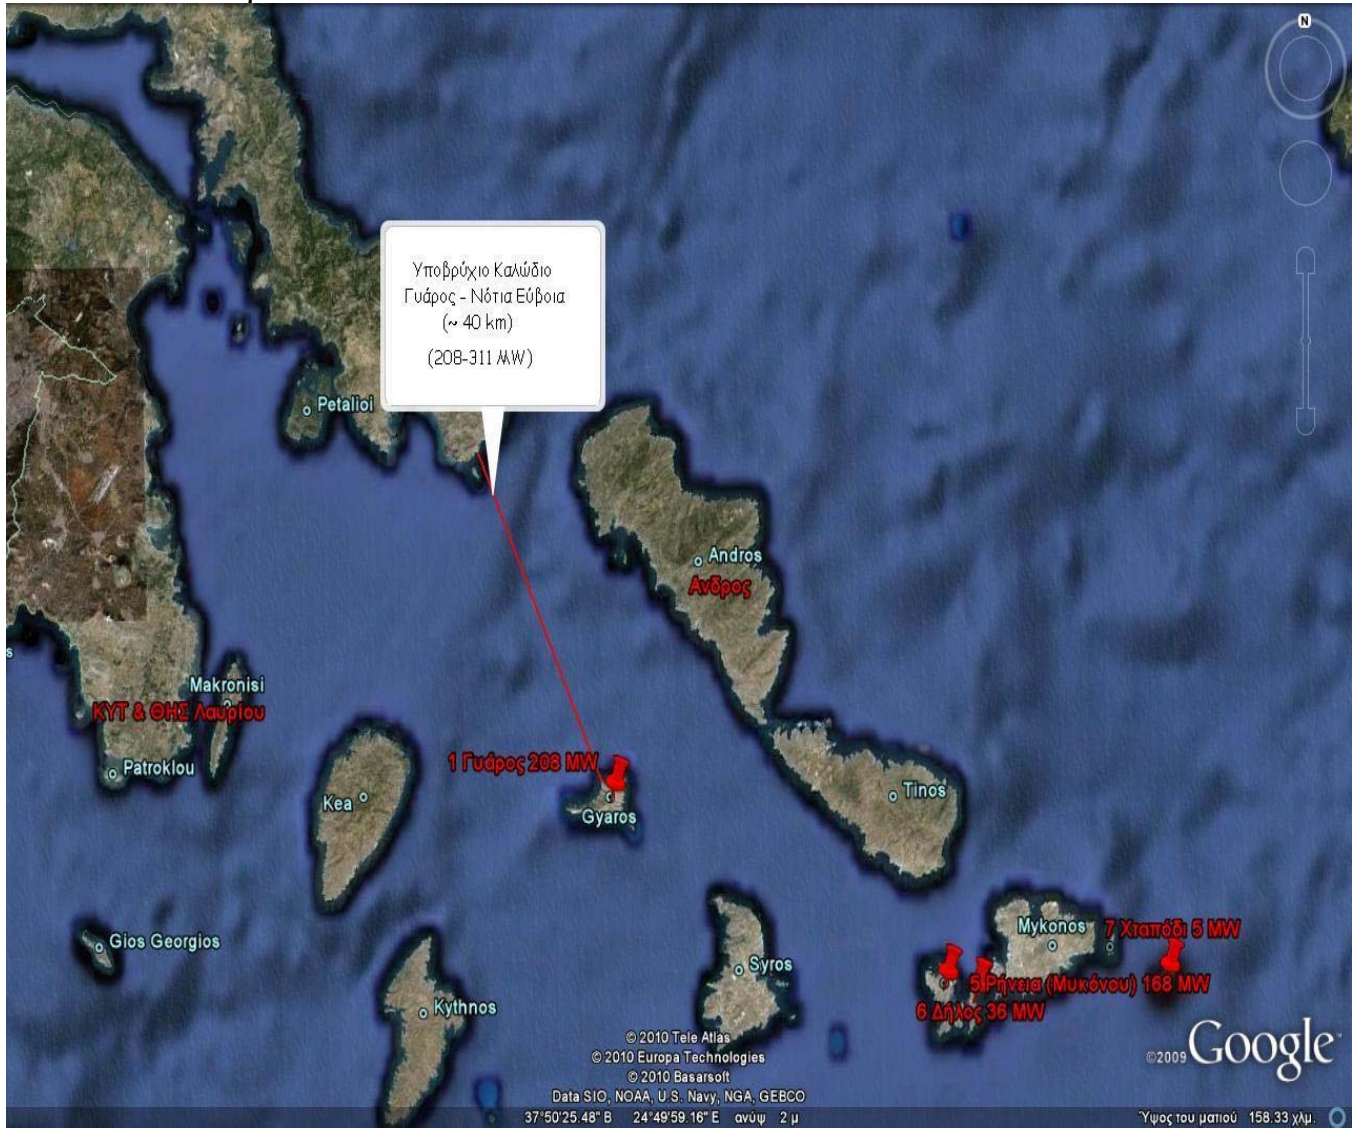 N
Υποβρύχιο Καλώδιο
Γυάρος - Νότια Εύβοια
(~ 40 km)
(208-311 MW)
Petalioi
Andros
Ανδρος
s
Makronisi
ΚΥΤ & ΘΗΣ Λαυρίου
Patroklou
1 Γυάρος 208 MW
Kea
Gyaros
Tinos
Gios Georgios
Mykonos
7 Χταπόδι 5 MW
Syros
5 Ρήνεια (Μυκόνου) 168 MW
6 Δήλος 36 MW
Kythnos
© 2010 Tele Atlas
© 2010 Europa Technologies
© 2010 Basarsoft
Data SIO, NOAA, U.S. Navy, NGA, GEBCO
©2009 Google
37°50'25.48" Β 24°49'59.16" Ε ανύψ 2 μ
Ύψος του ματιού 158.33 χλμ.